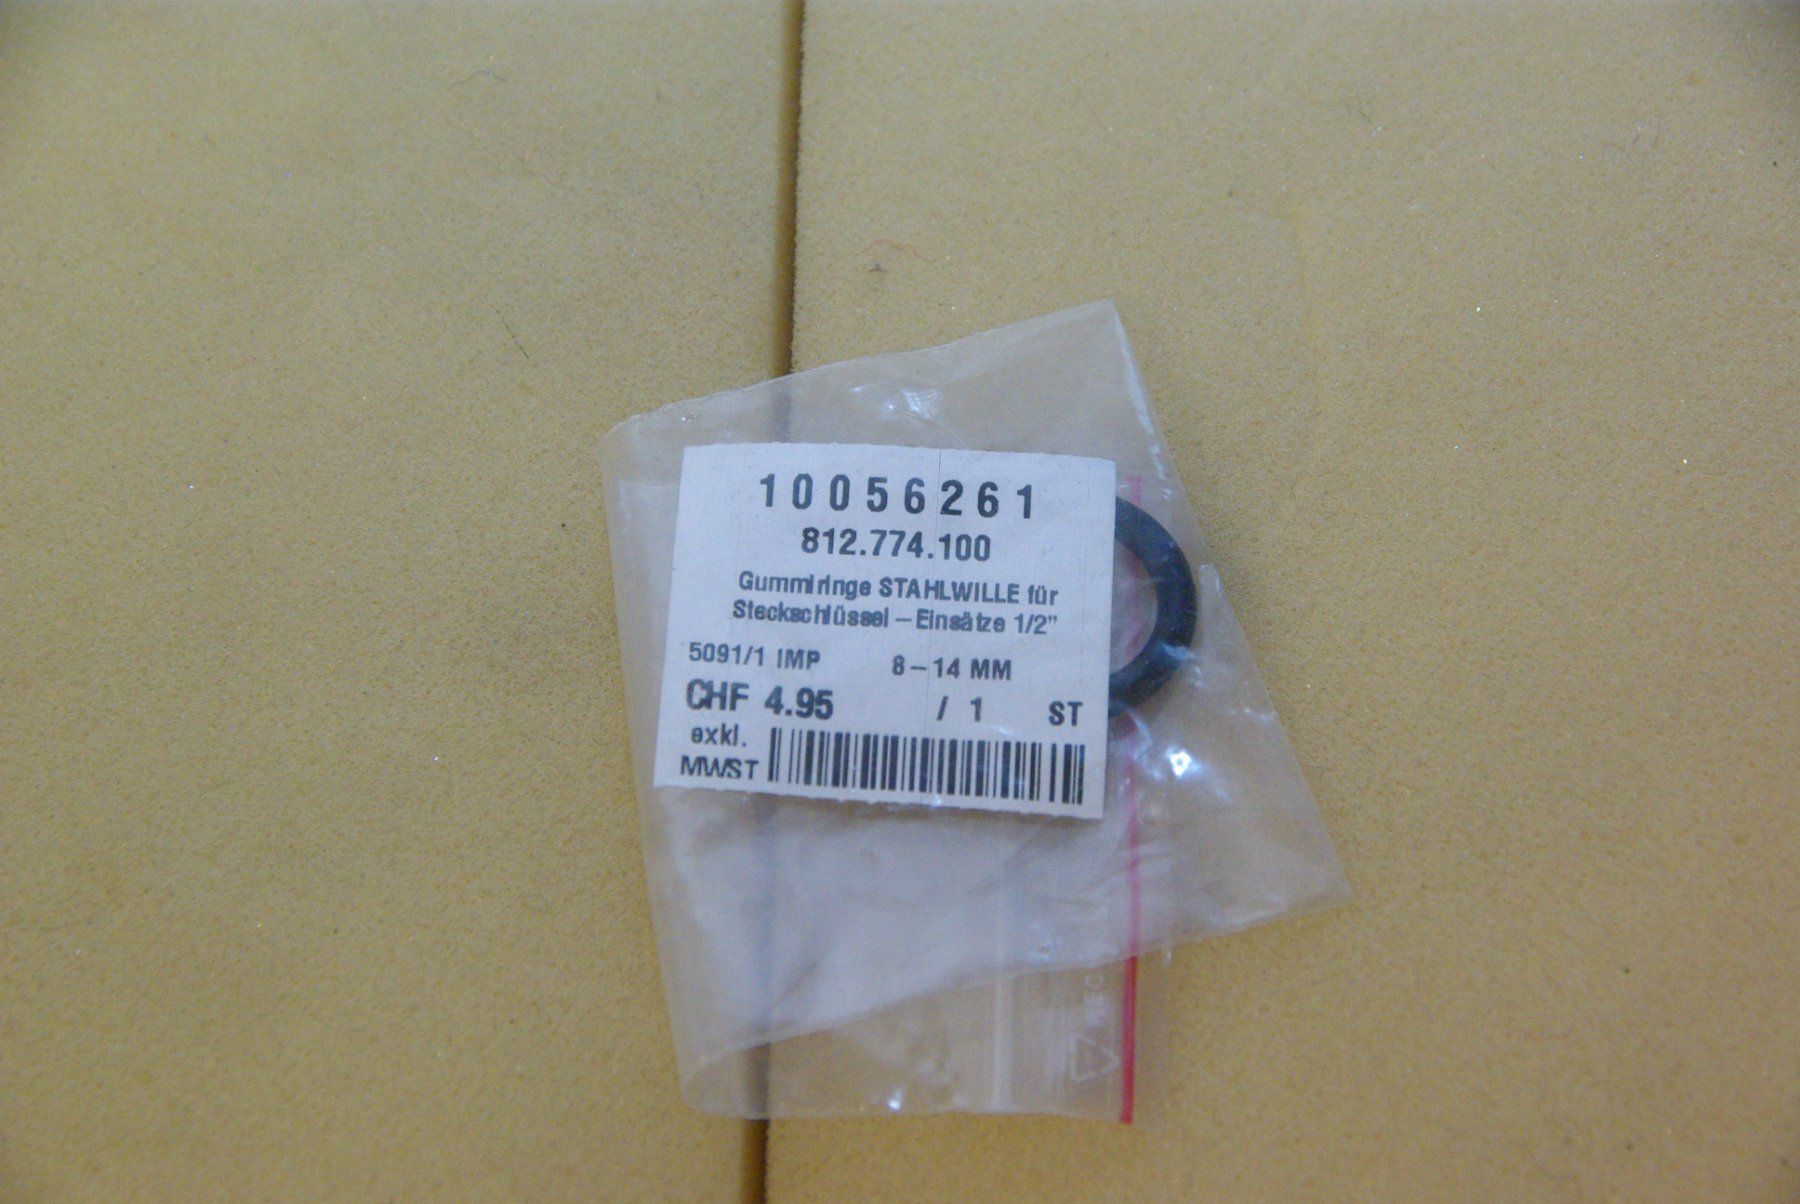 10056261
812.774.100
Gummiringe STAHLWILLE für
Steckschlüssel – Einsätze 1/2"
5091/1 IMP 8–14 MM
CHF 4.95 / 1 ST
exkl.
MWST